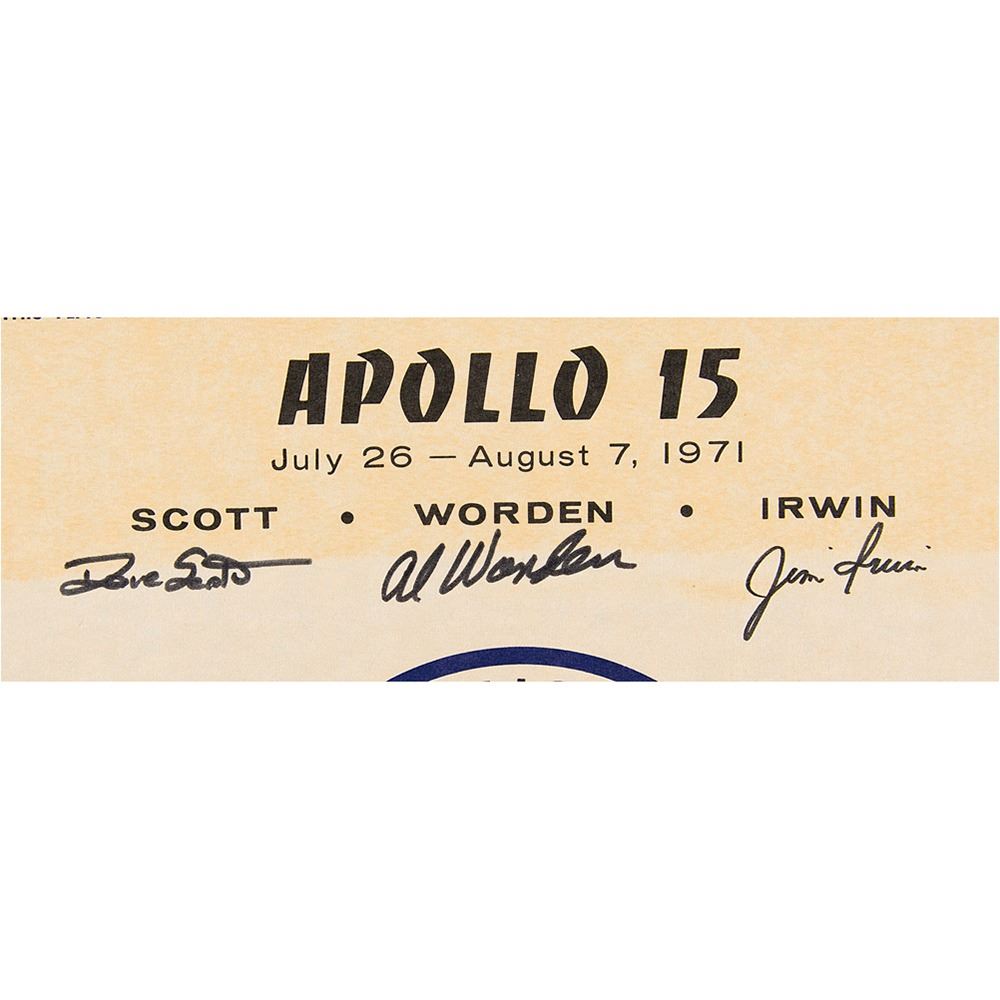 APOLLO 15
July 26 — August 7, 1971
SCOTT • WORDEN • IRWIN
Dave Scott Al Worden Jim Irwin